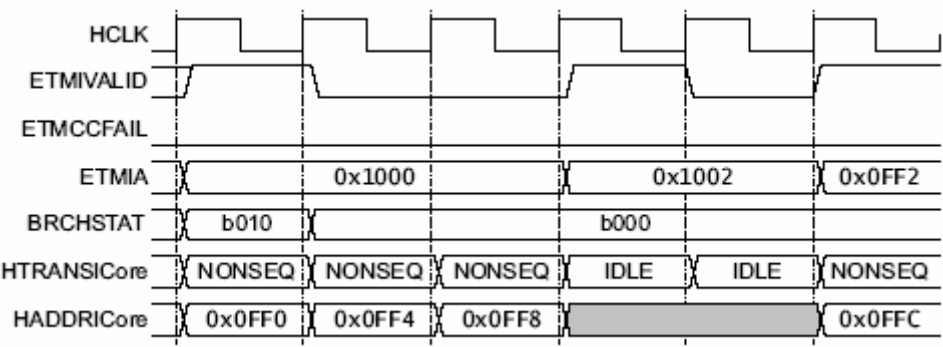 HCLK
ETMIVALID
ETMCCFAIL
ETMIA 0x1000 0x1002 0x0FF2
BRCHSTAT b010 b000
HTRANSICore NONSEQ NONSEQ NONSEQ IDLE IDLE NONSEQ
HADDRICore 0x0FF0 0x0FF4 0x0FF8 0x0FFC